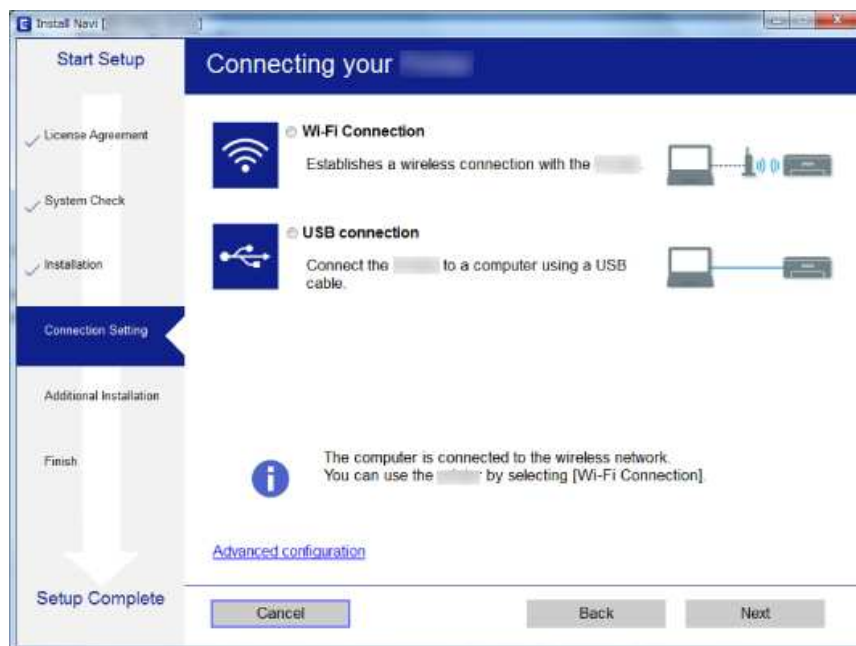 Install Navi [
]
Start Setup
License Agreement
System Check
Installation
Connection Setting
Additional Installation
Finish
Setup Complete
Connecting your
Wi-Fi Connection
Establishes a wireless connection with the .
USB connection
Connect the to a computer using a USB
cable.
The computer is connected to the wireless network.
You can use the by selecting [Wi-Fi Connection].
Advanced configuration
Cancel
Back
Next